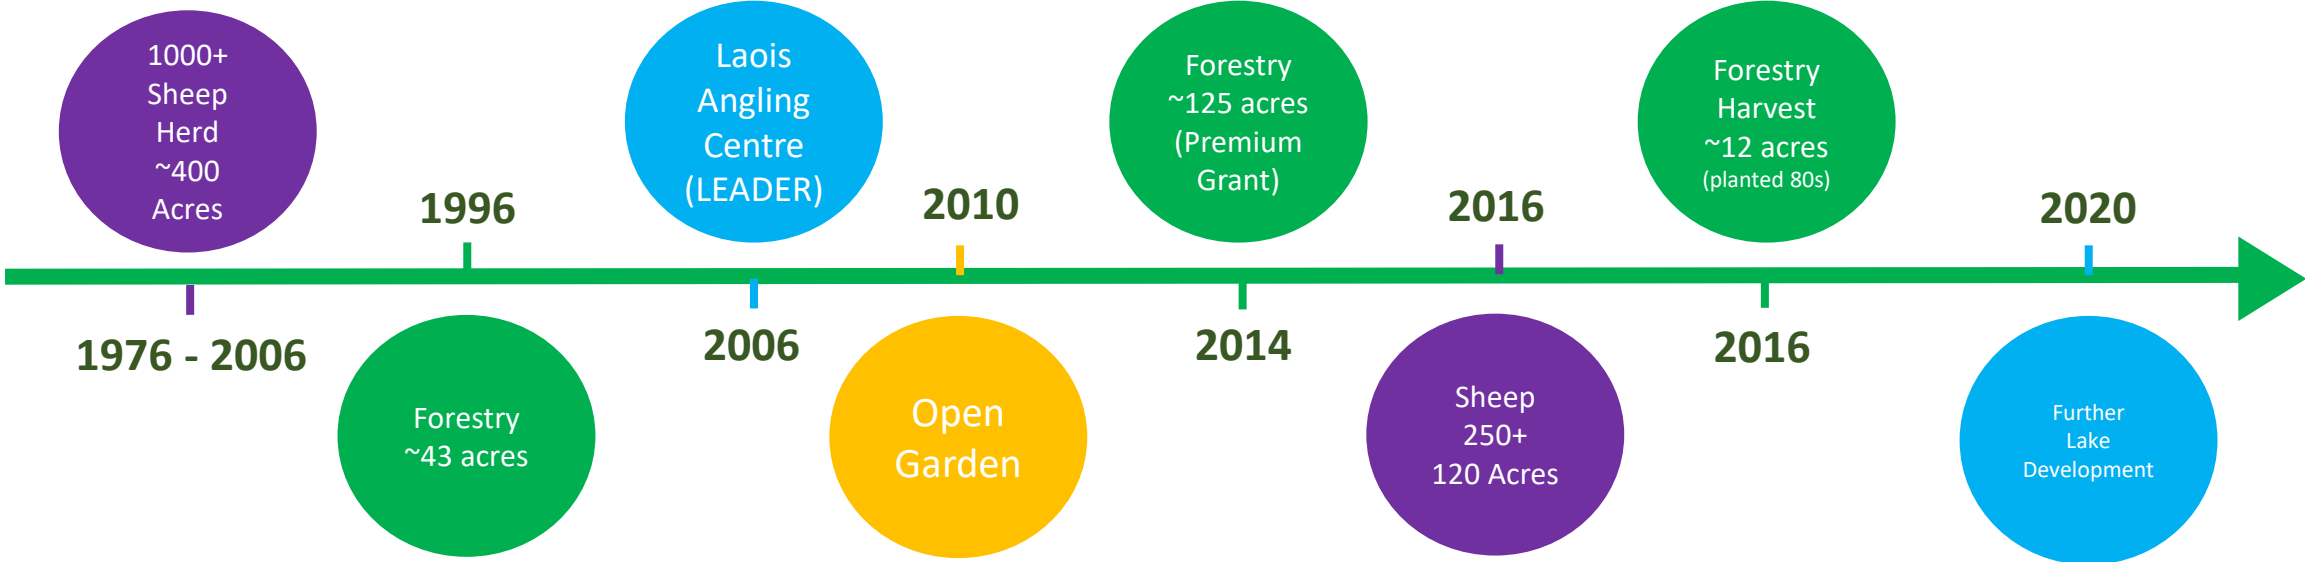 1000+
Sheep
Herd
~400
Acres
1976 - 2006
1996
Forestry
~43 acres
Laois
Angling
Centre
(LEADER)
2006
2010
Open
Garden
Forestry
~125 acres
(Premium
Grant)
2014
2016
Sheep
250+
120 Acres
Forestry
Harvest
~12 acres
(planted 80s)
2016
2020
Further
Lake
Development